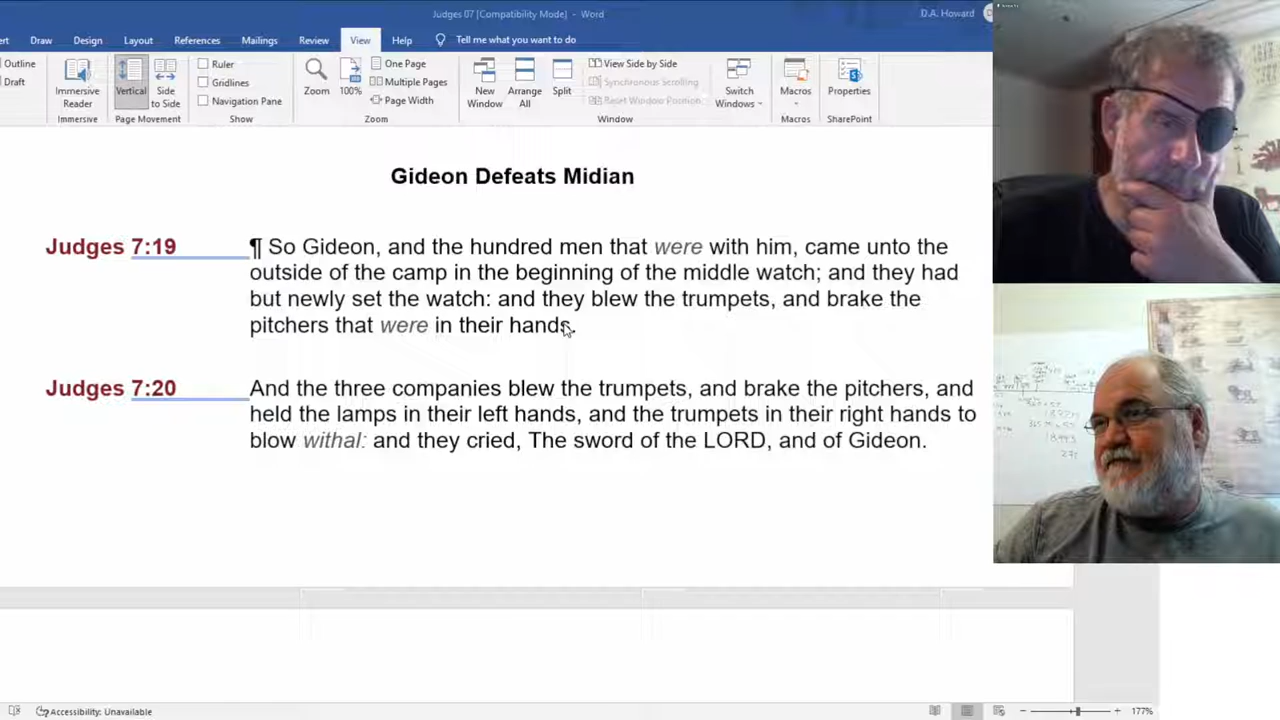 Judges 07 [Compatibility Mode] - Word
D.A. Howard
ert Draw Design Layout References Mailings Review View Help Tell me what you want to do
Outline
Draft
Immersive Reader
Immersive
Vertical
Side to Side
Page Movement
Ruler
Gridlines
Navigation Pane
Show
Zoom
100%
One Page
Multiple Pages
Page Width
Zoom
New Window
Arrange All
Split
View Side by Side
Synchronous Scrolling
Reset Window Position
Window
Switch Windows
Macros
Macros
Properties
SharePoint
Gideon Defeats Midian
Judges 7:19 ¶ So Gideon, and the hundred men that were with him, came unto the
outside of the camp in the beginning of the middle watch; and they had
but newly set the watch: and they blew the trumpets, and brake the
pitchers that were in their hands.
Judges 7:20 And the three companies blew the trumpets, and brake the pitchers, and
held the lamps in their left hands, and the trumpets in their right hands to
blow withal: and they cried, The sword of the LORD, and of Gideon.
Accessibility: Unavailable
177%